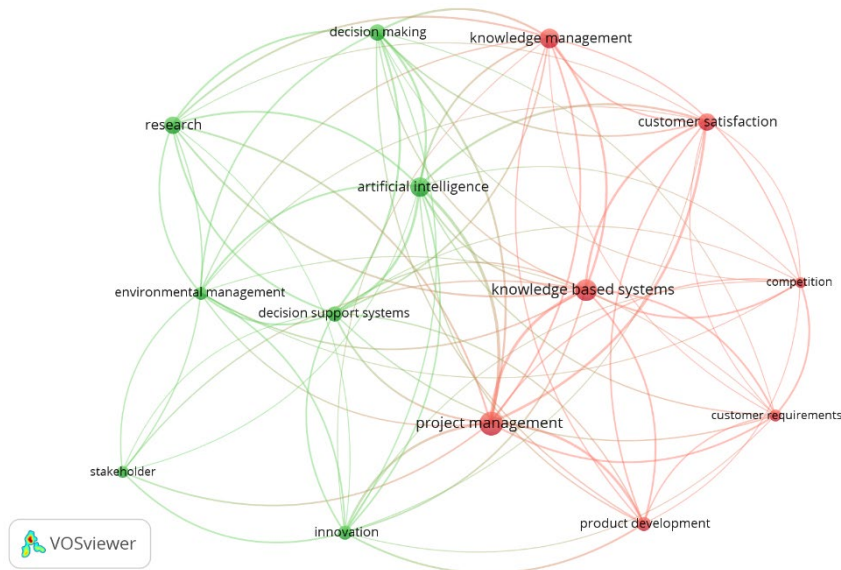 decision making
knowledge management
research
customer satisfaction
artificial intelligence
environmental management
knowledge based systems
competition
decision support systems
project management
customer requirements
stakeholder
innovation
product development
VOSviewer